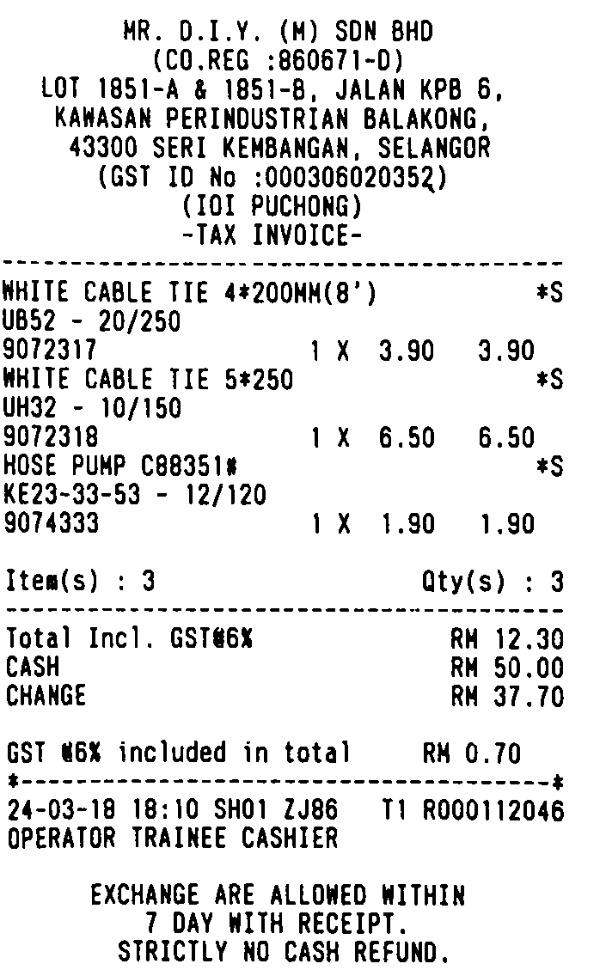 MR. D.I.Y. (M) SDN BHD
(CO.REG :860671-D)
LOT 1851-A & 1851-B, JALAN KPB 6,
KAWASAN PERINDUSTRIAN BALAKONG,
43300 SERI KEMBANGAN, SELANGOR
(GST ID No :000306020352)
(IOI PUCHONG)
-TAX INVOICE-
WHITE CABLE TIE 4*200MM(8') *S
UB52 - 20/250
9072317 1 X 3.90 3.90
WHITE CABLE TIE 5*250 *S
UH32 - 10/150
9072318 1 X 6.50 6.50
HOSE PUMP C88351# *S
KE23-33-53 - 12/120
9074333 1 X 1.90 1.90
Item(s) : 3 Qty(s) : 3
Total Incl. GST@6% RM 12.30
CASH RM 50.00
CHANGE RM 37.70
GST @6% included in total RM 0.70
*--------------------------------------*
24-03-18 18:10 SH01 ZJ86 T1 R000112046
OPERATOR TRAINEE CASHIER
EXCHANGE ARE ALLOWED WITHIN
7 DAY WITH RECEIPT.
STRICTLY NO CASH REFUND.